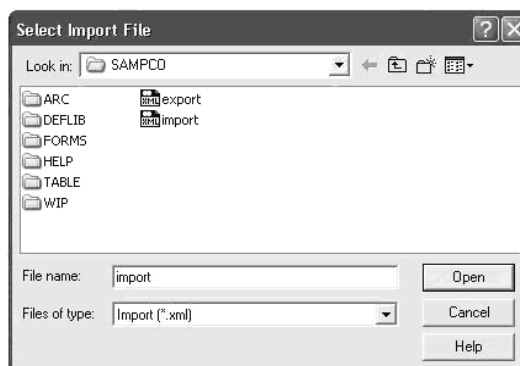 Select Import File
Look in: SAMPCO
ARC
DEFLIB
FORMS
HELP
TABLE
WIP
export
import
File name: import
Open
Files of type: Import (*.xml)
Cancel
Help